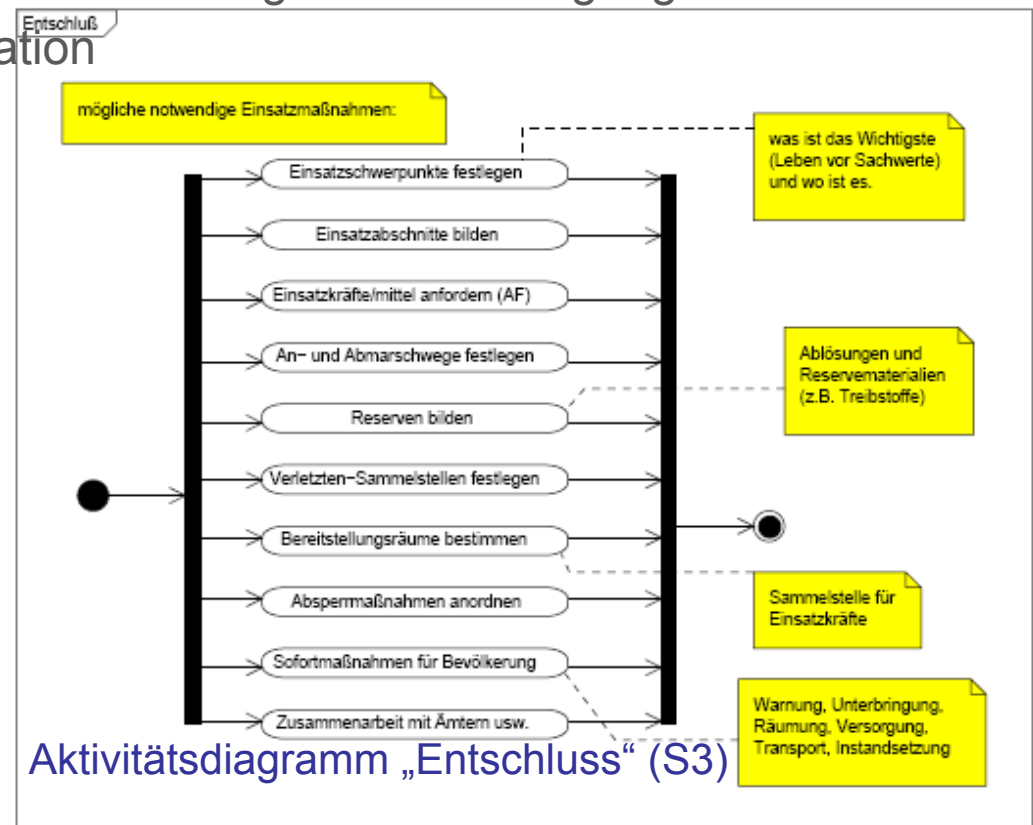 ation
Entschluß
mögliche notwendige Einsatzmaßnahmen:
was ist das Wichtigste
(Leben vor Sachwerte)
und wo ist es.
Einsatzschwerpunkte festlegen
Einsatzabschnitte bilden
Einsatzkräfte/mittel anfordern (AF)
An- und Abmarschwege festlegen
Ablösungen und
Reservematerialien
(z.B. Treibstoffe)
Reserven bilden
Verletzten-Sammelstellen festlegen
Bereitstellungsräume bestimmen
Absperrmaßnahmen anordnen
Sammelstelle für
Einsatzkräfte
Sofortmaßnahmen für Bevölkerung
Zusammenarbeit mit Ämtern usw.
Warnung, Unterbringung,
Räumung, Versorgung,
Transport, Instandsetzung
Aktivitätsdiagramm „Entschluss“ (S3)